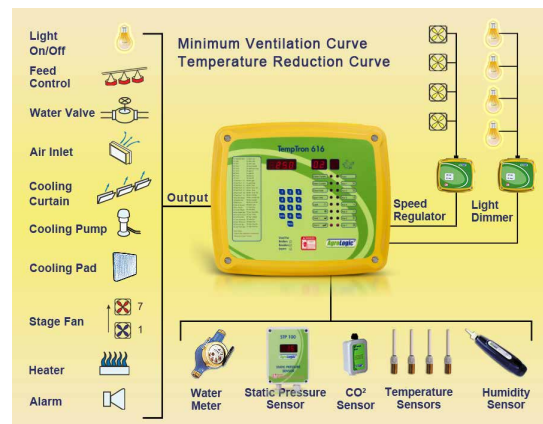 Minimum Ventilation Curve
Temperature Reduction Curve
Light
On/Off
Feed
Control
Water Valve
Air Inlet
Cooling
Curtain
Cooling Pump
Cooling Pad
Stage Fan
7
1
Heater
Alarm
Output
TempTron 616
AgroLogic
Speed
Regulator
Light
Dimmer
Water
Meter
Static Pressure
Sensor
CO²
Sensor
Temperature
Sensors
Humidity
Sensor